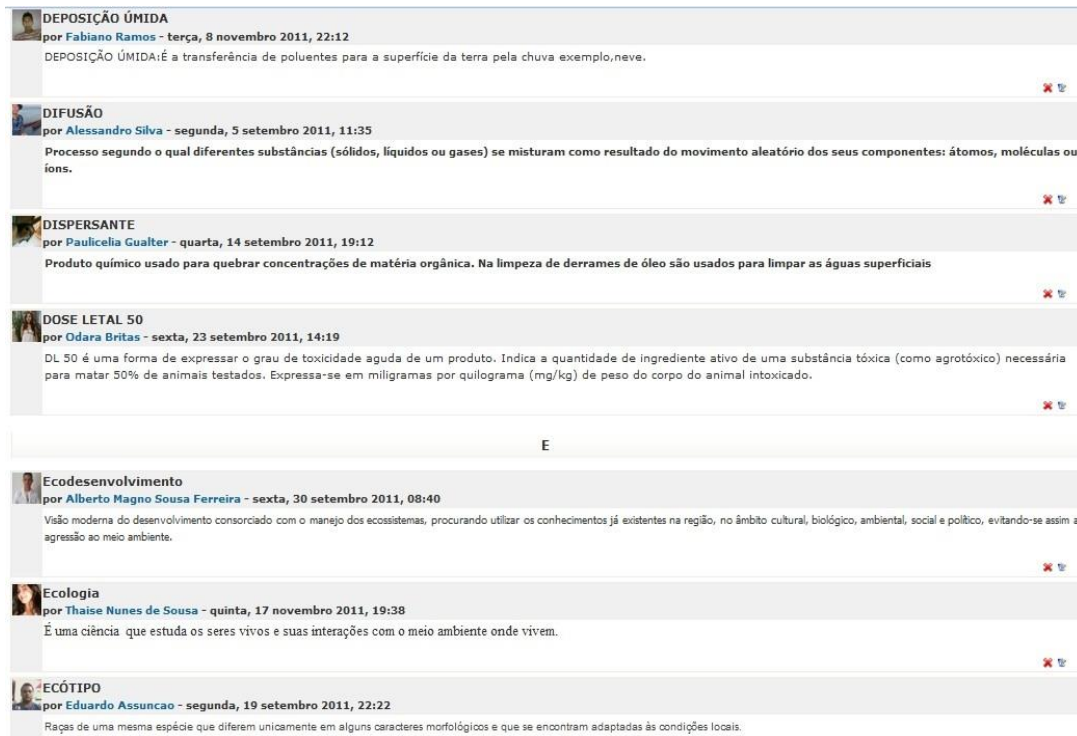 DEPOSIÇÃO ÚMIDA
por Fabiano Ramos - terça, 8 novembro 2011, 22:12
DEPOSIÇÃO ÚMIDA:É a transferência de poluentes para a superfície da terra pela chuva exemplo,neve.
DIFUSÃO
por Alessandro Silva - segunda, 5 setembro 2011, 11:35
Processo segundo o qual diferentes substâncias (sólidos, líquidos ou gases) se misturam como resultado do movimento aleatório dos seus componentes: átomos, moléculas ou
íons.
DISPERSANTE
por Paulicelia Gualter - quarta, 14 setembro 2011, 19:12
Produto químico usado para quebrar concentrações de matéria orgânica. Na limpeza de derrames de óleo são usados para limpar as águas superficiais
DOSE LETAL 50
por Odara Britas - sexta, 23 setembro 2011, 14:19
DL 50 é uma forma de expressar o grau de toxicidade aguda de um produto. Indica a quantidade de ingrediente ativo de uma substância tóxica (como agrotóxico) necessária
para matar 50% de animais testados. Expressa-se em miligramas por quilograma (mg/kg) de peso do corpo do animal intoxicado.
E
Ecodesenvolvimento
por Alberto Magno Sousa Ferreira - sexta, 30 setembro 2011, 08:40
Visão moderna do desenvolvimento consorciado com o manejo dos ecossistemas, procurando utilizar os conhecimentos já existentes na região, no âmbito cultural, biológico, ambiental, social e político, evitando-se assim a
agressão ao meio ambiente.
Ecologia
por Thaise Nunes de Sousa - quinta, 17 novembro 2011, 19:38
É uma ciência que estuda os seres vivos e suas interações com o meio ambiente onde vivem.
ECÓTIPO
por Eduardo Assuncao - segunda, 19 setembro 2011, 22:22
Raças de uma mesma espécie que diferem unicamente em alguns caracteres morfológicos e que se encontram adaptadas às condições locais.